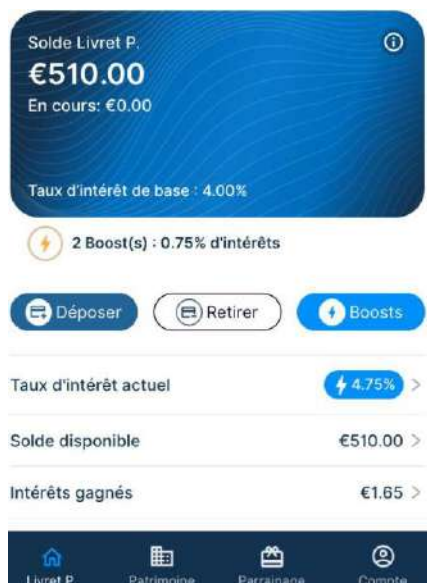 Solde Livret P.
€510.00
En cours: €0.00
Taux d'intérêt de base : 4.00%
2 Boost(s) : 0.75% d'intérêts
Déposer Retirer Boosts
Taux d'intérêt actuel 4.75% >
Solde disponible €510.00 >
Intérêts gagnés €1.65 >
Livret P. Patrimoine Parrainage Compte